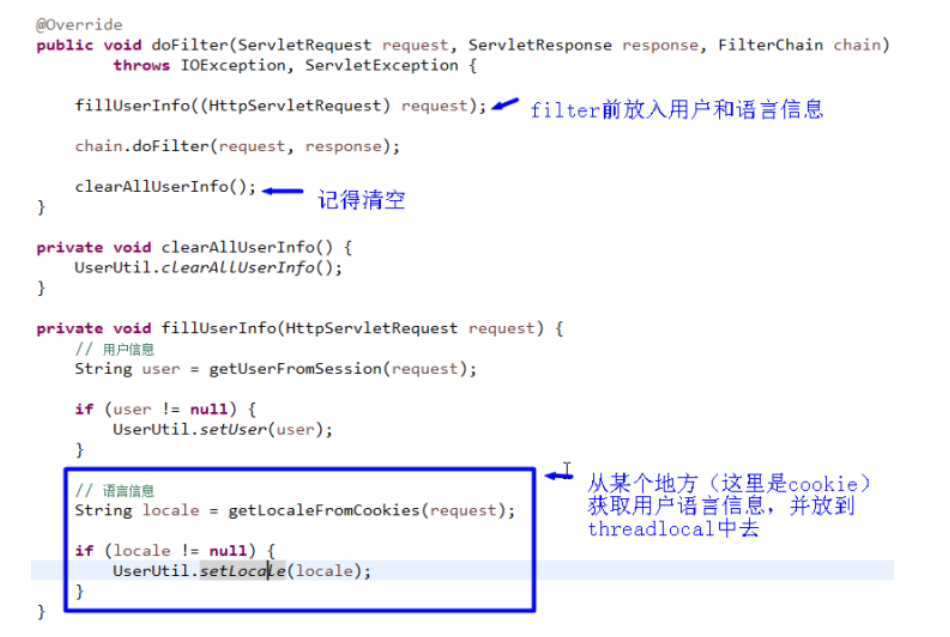 @Override
public void doFilter(ServletRequest request, ServletResponse response, FilterChain chain)
throws IOException, ServletException {
fillUserInfo((HttpServletRequest) request);
filter前放入用户和语言信息
chain.doFilter(request, response);
clearAllUserInfo();
记得清空
}
private void clearAllUserInfo() {
UserUtil.clearAllUserInfo();
}
private void fillUserInfo(HttpServletRequest request) {
// 用户信息
String user = getUserFromSession(request);
if (user != null) {
UserUtil.setUser(user);
}
// 语言信息
String locale = getLocaleFromCookies(request);
if (locale != null) {
UserUtil.setLocale(locale);
}
}
从某个地方（这里是cookie）
获取用户语言信息，并放到
threadlocal中去